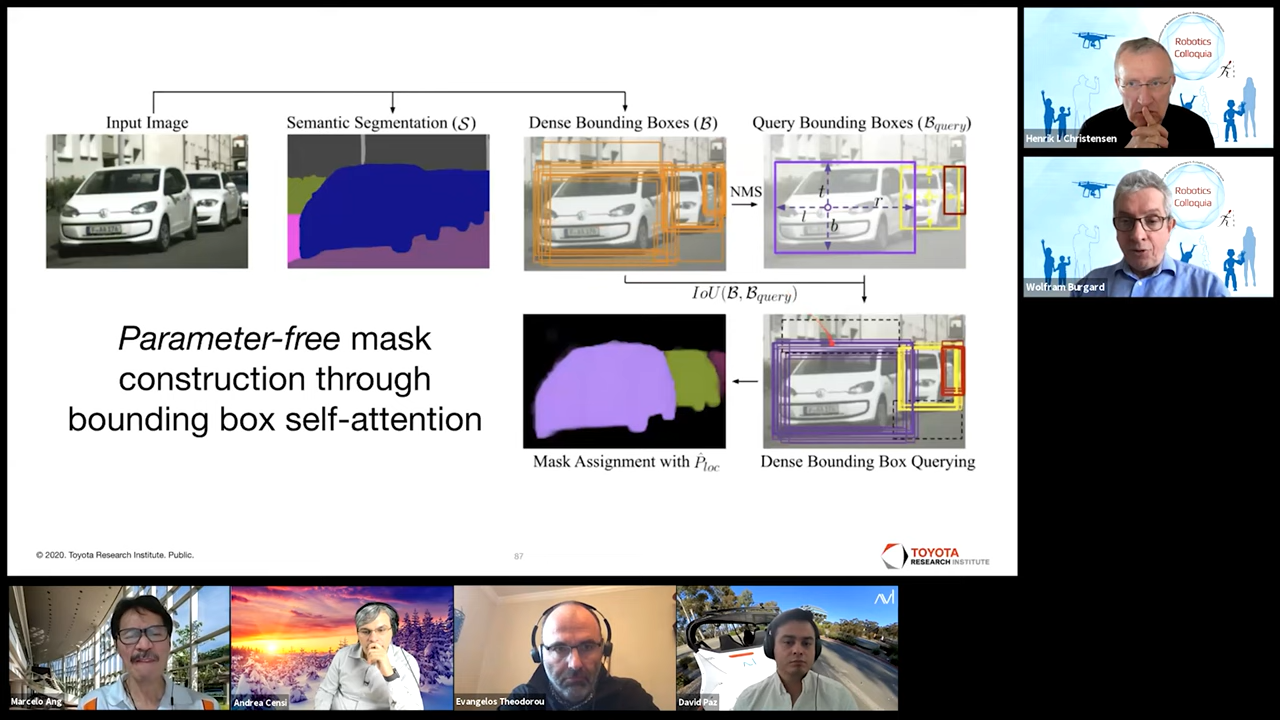 Input Image
Semantic Segmentation (S)
Dense Bounding Boxes (B)
Query Bounding Boxes (B_query)
NMS
t
l
r
b
IoU(B, B_query)
Parameter-free mask
construction through
bounding box self-attention
Mask Assignment with P̂_loc
Dense Bounding Box Querying
© 2020. Toyota Research Institute. Public.
87
TOYOTA
RESEARCH INSTITUTE
Robotics
Colloquia
Henrik I. Christensen
Robotics
Colloquia
Wolfram Burgard
Marcelo Ang
Andrea Censi
Evangelos Theodorou
David Paz